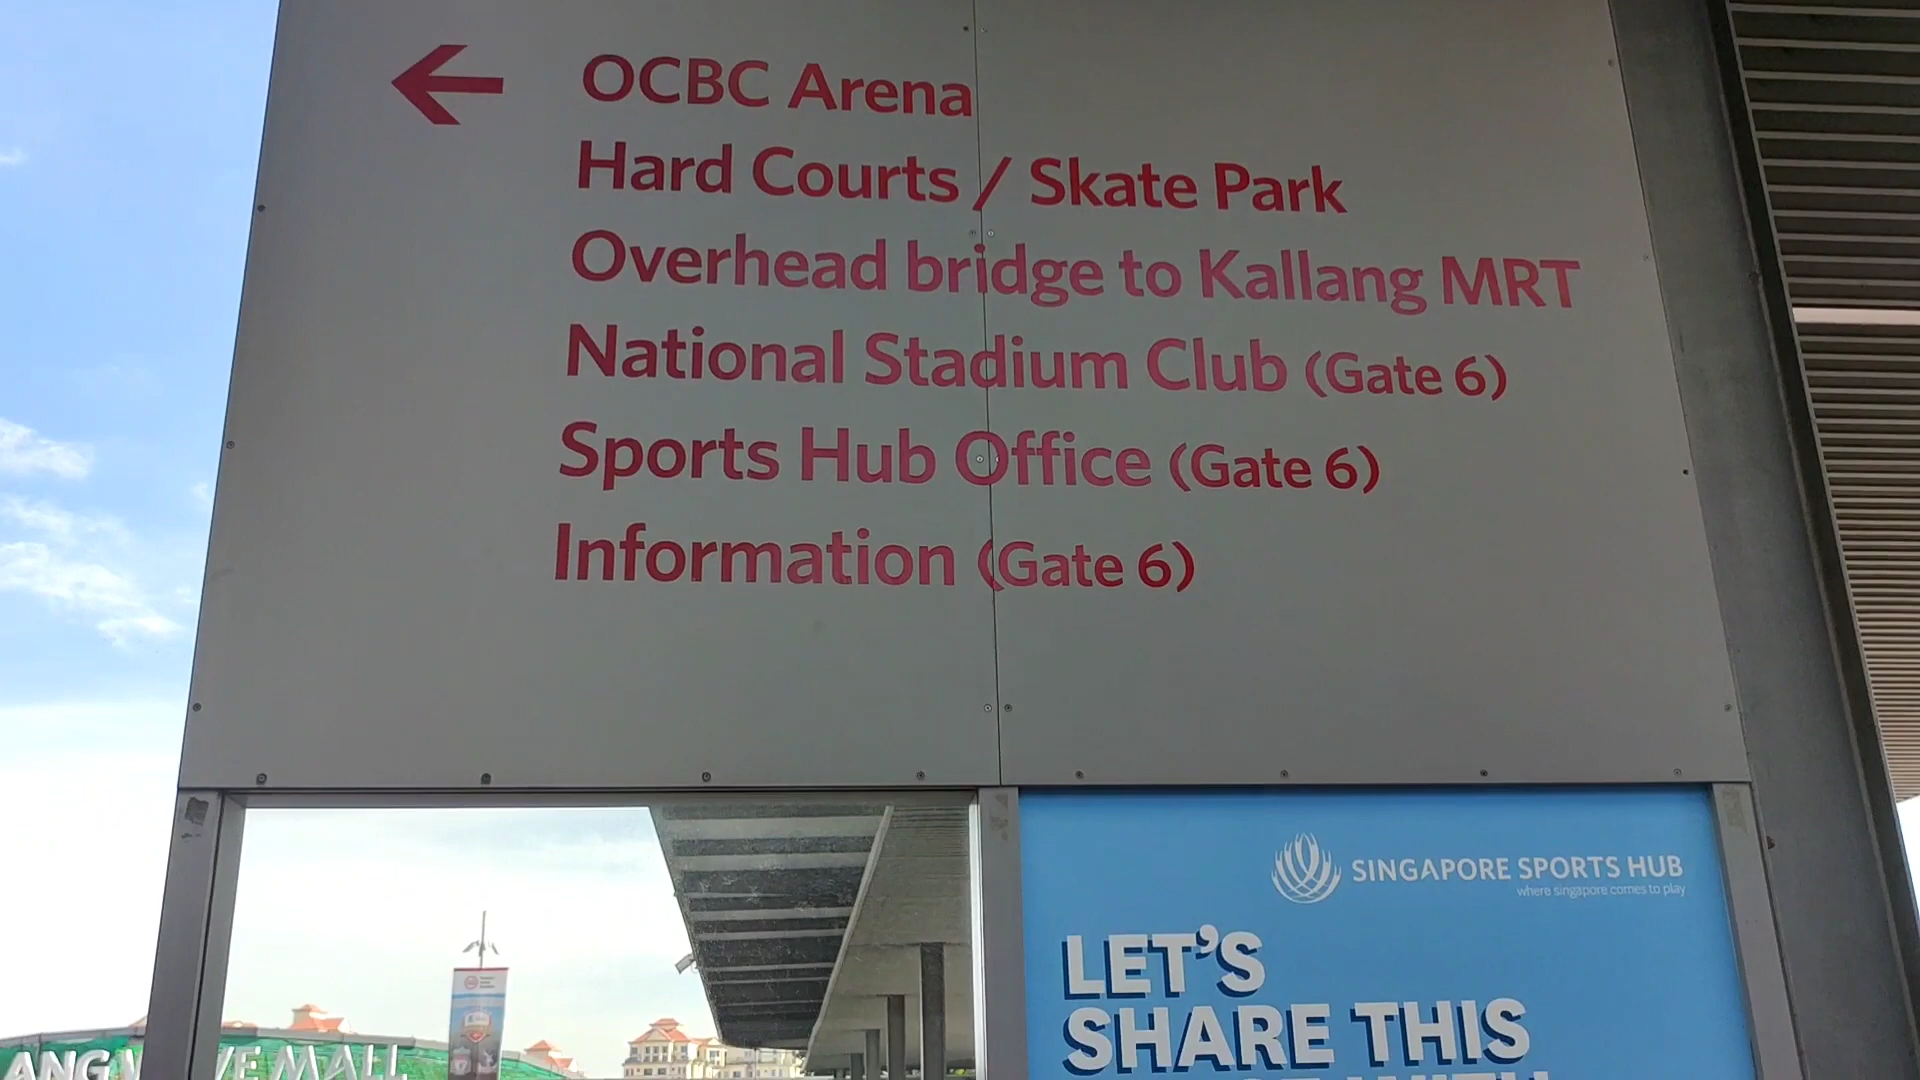 OCBC Arena
Hard Courts / Skate Park
Overhead bridge to Kallang MRT
National Stadium Club (Gate 6)
Sports Hub Office (Gate 6)
Information (Gate 6)
SINGAPORE SPORTS HUB
where singapore comes to play
LET'S
SHARE THIS
MALL